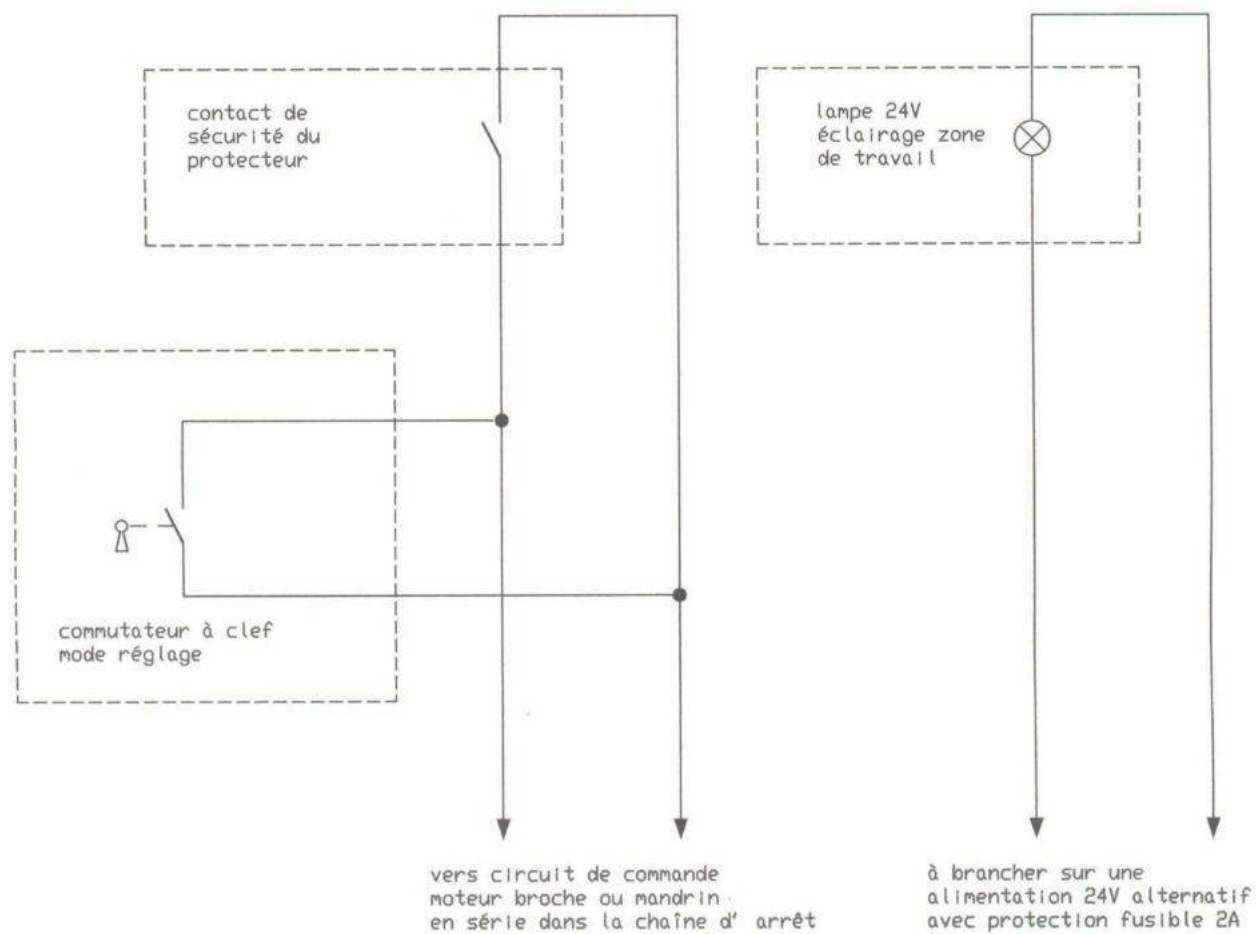 contact de
sécurité du
protecteur
lampe 24V
éclairage zone
de travail
commutateur à clef
mode réglage
vers circuit de commande
moteur broche ou mandrin
en série dans la chaîne d' arrêt
à brancher sur une
alimentation 24V alternatif
avec protection fusible 2A